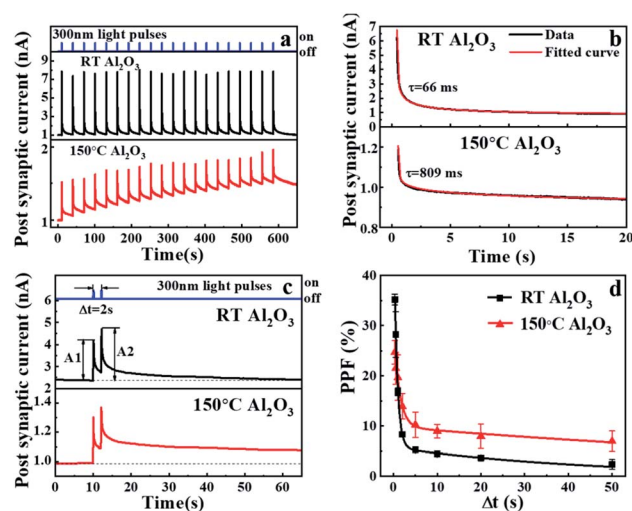 300nm light pulses
on
off
a
RT Al2O3
9
7
5
3
1
150°C Al2O3
2
1
0 100 200 300 400 500 600
Time(s)
Post synaptic current (nA)
b
RT Al2O3
Data
Fitted curve
τ=66 ms
7
6
5
4
3
2
1
0
150°C Al2O3
τ=809 ms
1.2
1.0
0.8
0 5 10 15 20
Time (s)
Post synaptic current (nA)
c
300nm light pulses
on
off
Δt=2s
RT Al2O3
A1
A2
6
5
4
3
2
150°C Al2O3
1.4
1.2
1.0
0 10 20 30 40 50 60
Time(s)
Post synaptic current (nA)
d
RT Al2O3
150°C Al2O3
40
30
20
10
0
0 10 20 30 40 50
Δt (s)
PPF (%)